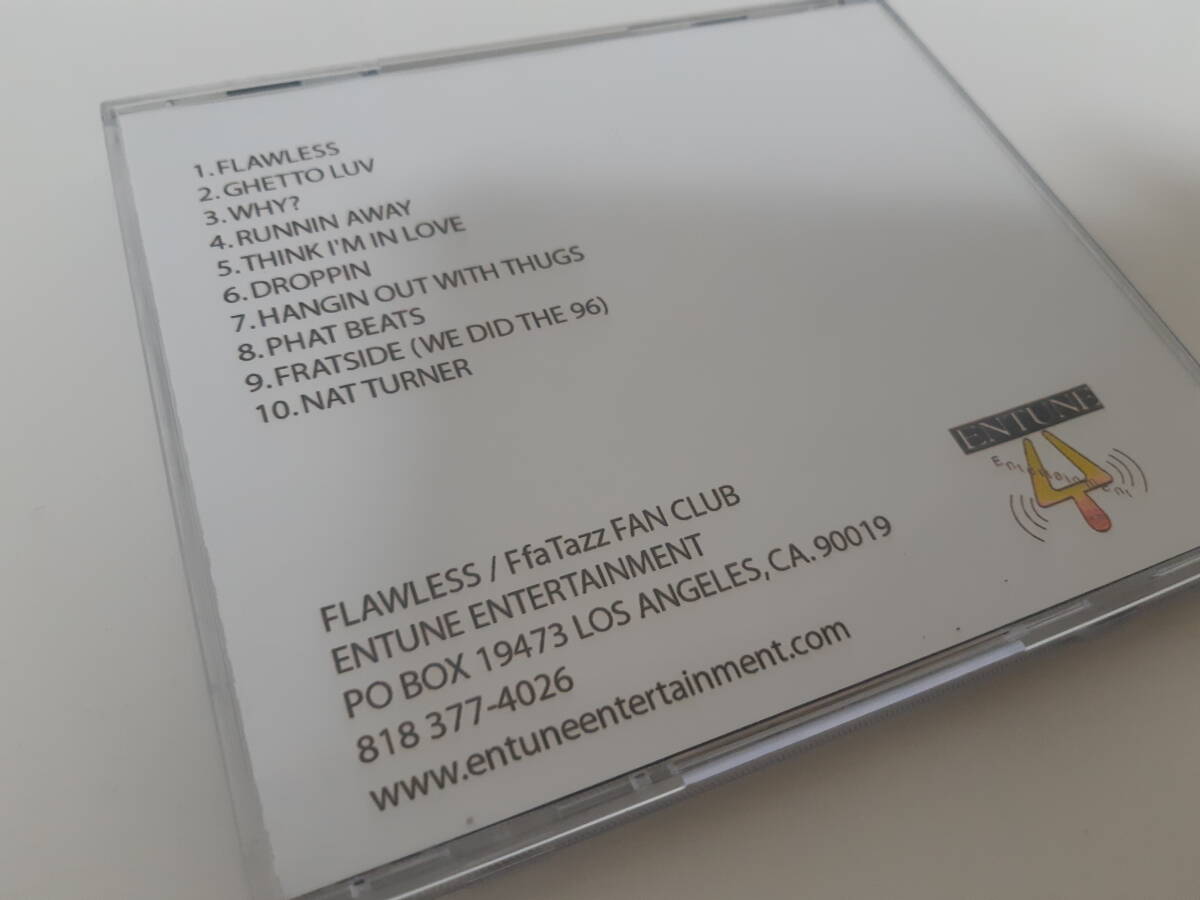 1.FLAWLESS
2.GHETTO LUV
3.WHY?
4.RUNNIN AWAY
5.THINK I'M IN LOVE
6.DROPPIN
7.HANGIN OUT WITH THUGS
8.PHAT BEATS
9.FRATSIDE (WE DID THE 96)
10.NAT TURNER
FLAWLESS / FfaTazz FAN CLUB
ENTUNE ENTERTAINMENT
PO BOX 19473 LOS ANGELES, CA. 90019
818 377-4026
www.entuneentertainment.com
ENTUNE
Entertainment